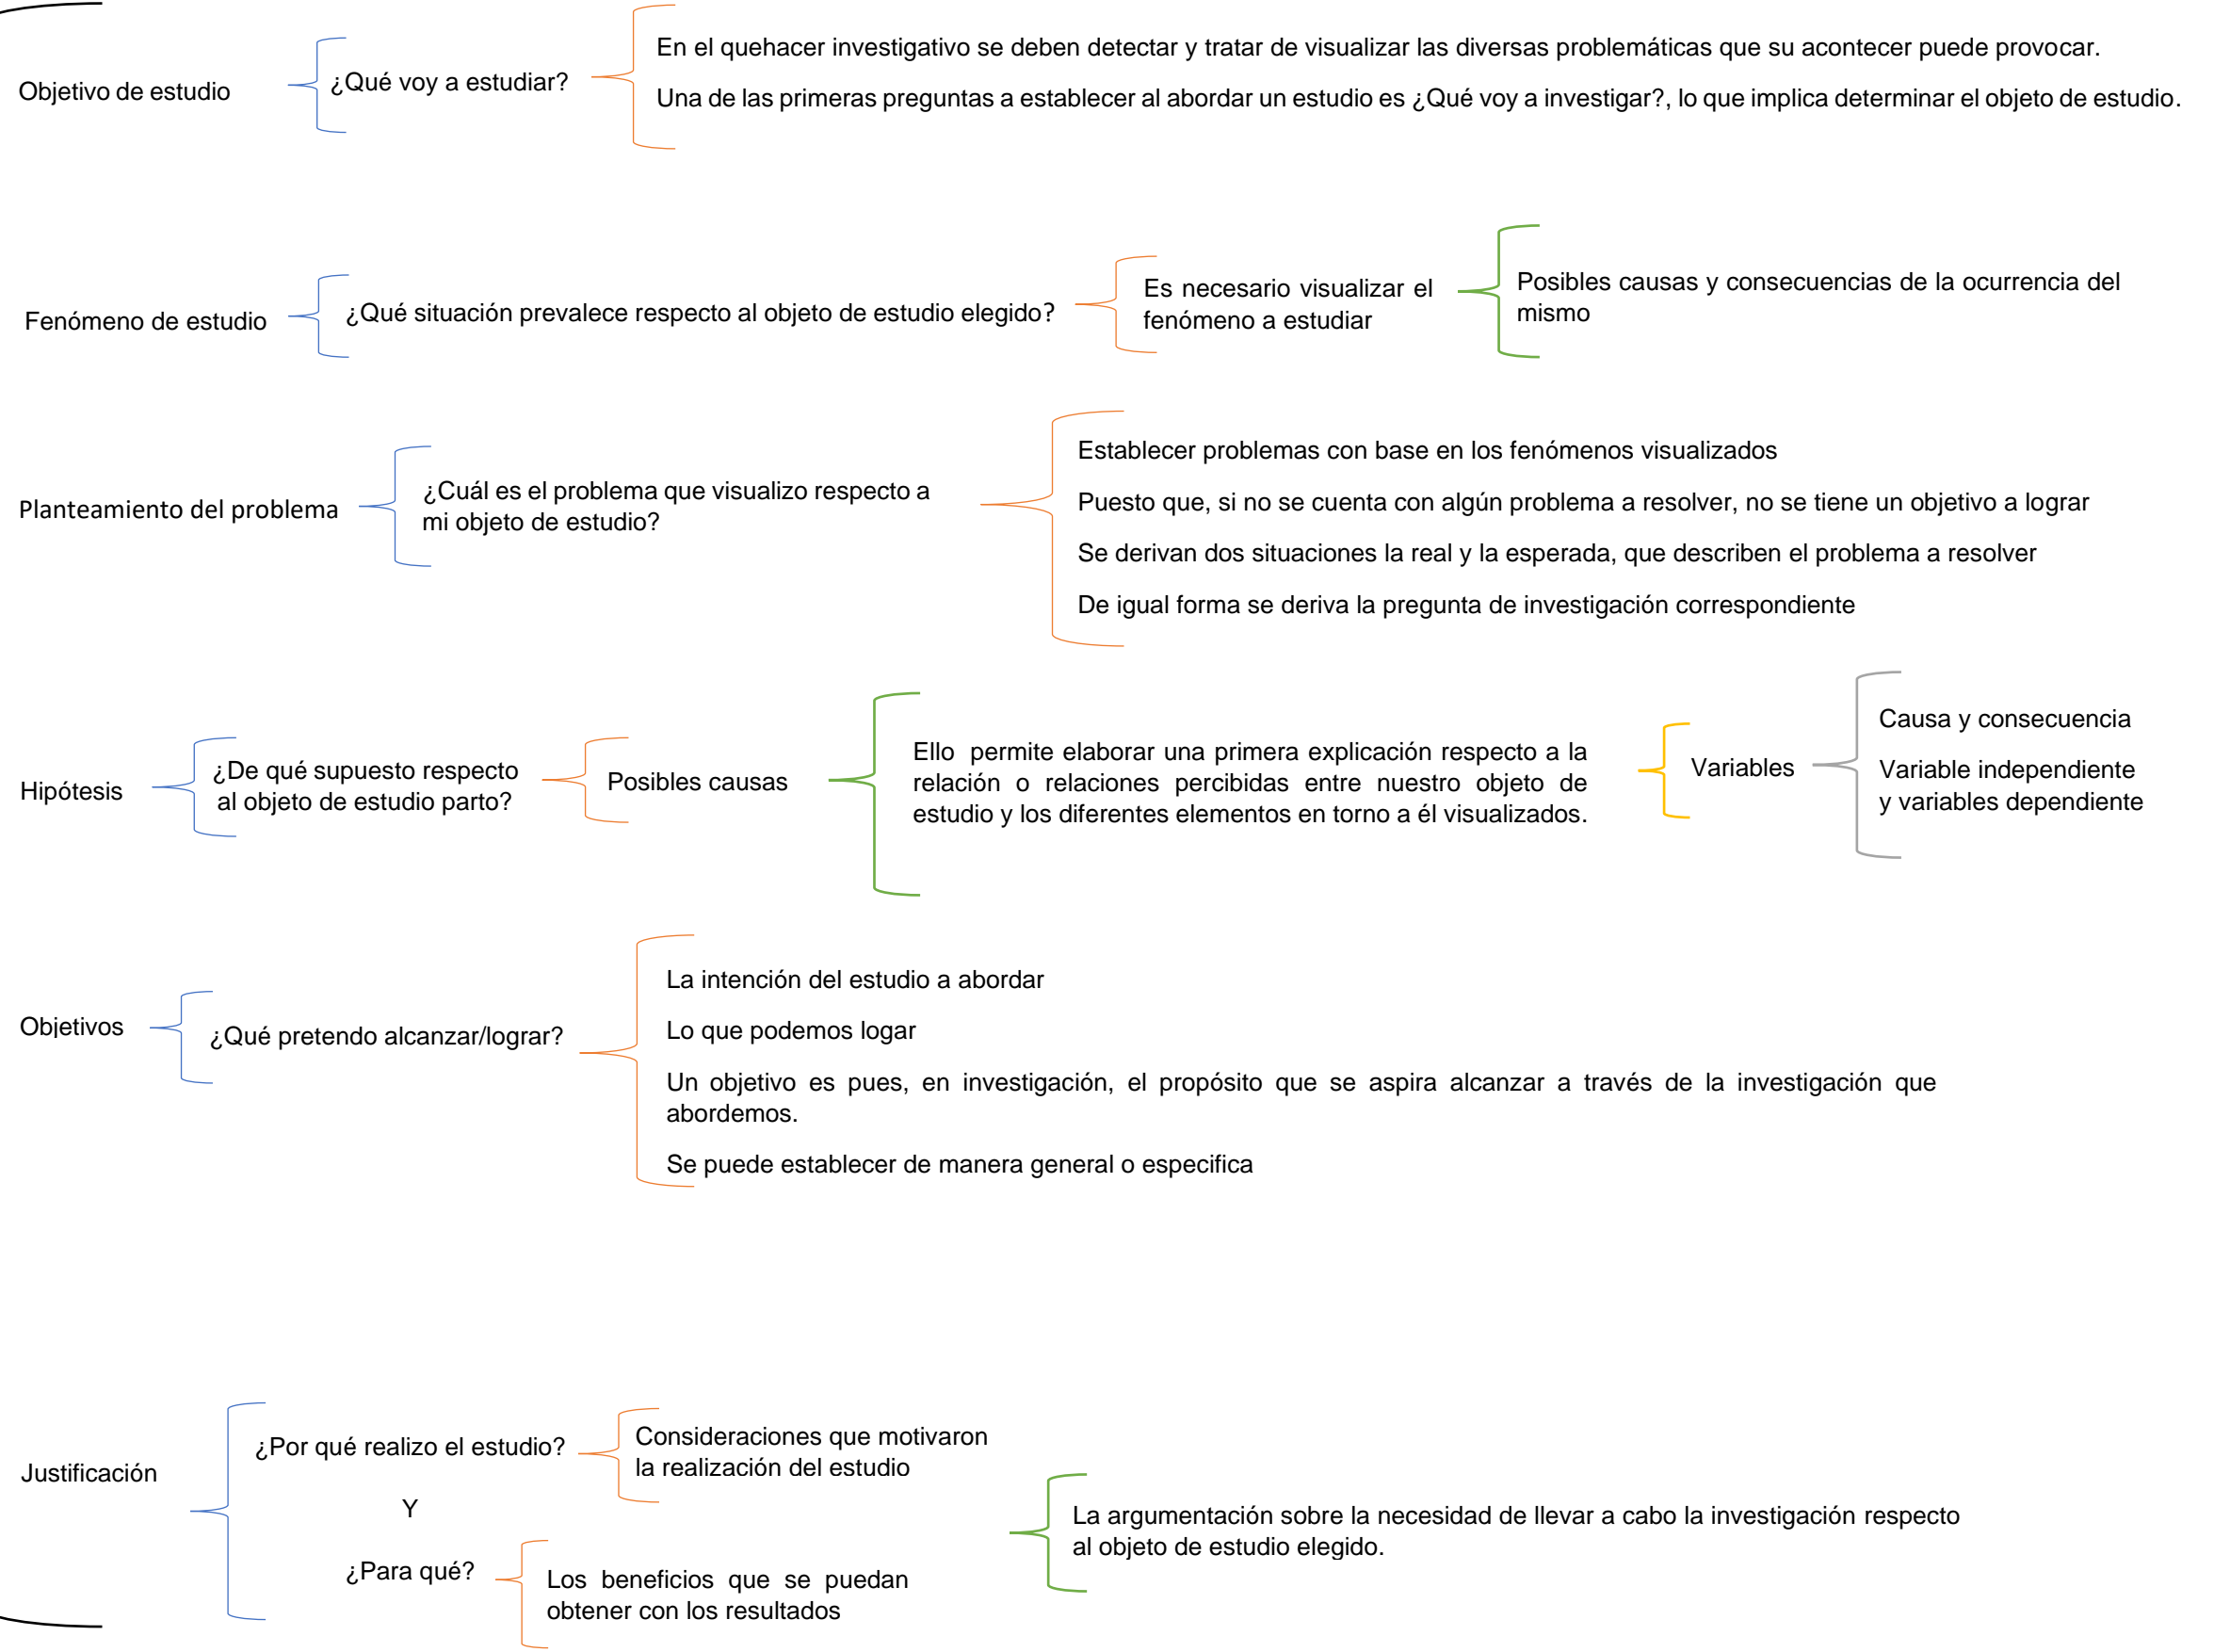 Objetivo de estudio
¿Qué voy a estudiar?
En el quehacer investigativo se deben detectar y tratar de visualizar las diversas problemáticas que su acontecer puede provocar.
Una de las primeras preguntas a establecer al abordar un estudio es ¿Qué voy a investigar?, lo que implica determinar el objeto de estudio.
Fenómeno de estudio
¿Qué situación prevalece respecto al objeto de estudio elegido?
Es necesario visualizar el
fenómeno a estudiar
Posibles causas y consecuencias de la ocurrencia del
mismo
Planteamiento del problema
¿Cuál es el problema que visualizo respecto a
mi objeto de estudio?
Establecer problemas con base en los fenómenos visualizados
Puesto que, si no se cuenta con algún problema a resolver, no se tiene un objetivo a lograr
Se derivan dos situaciones la real y la esperada, que describen el problema a resolver
De igual forma se deriva la pregunta de investigación correspondiente
Hipótesis
¿De qué supuesto respecto
al objeto de estudio parto?
Posibles causas
Ello permite elaborar una primera explicación respecto a la
relación o relaciones percibidas entre nuestro objeto de
estudio y los diferentes elementos en torno a él visualizados.
Variables
Causa y consecuencia
Variable independiente
y variables dependiente
Objetivos
¿Qué pretendo alcanzar/lograr?
La intención del estudio a abordar
Lo que podemos logar
Un objetivo es pues, en investigación, el propósito que se aspira alcanzar a través de la investigación que
abordemos.
Se puede establecer de manera general o especifica
Justificación
¿Por qué realizo el estudio?
Consideraciones que motivaron
la realización del estudio
Y
¿Para qué?
Los beneficios que se puedan
obtener con los resultados
La argumentación sobre la necesidad de llevar a cabo la investigación respecto
al objeto de estudio elegido.